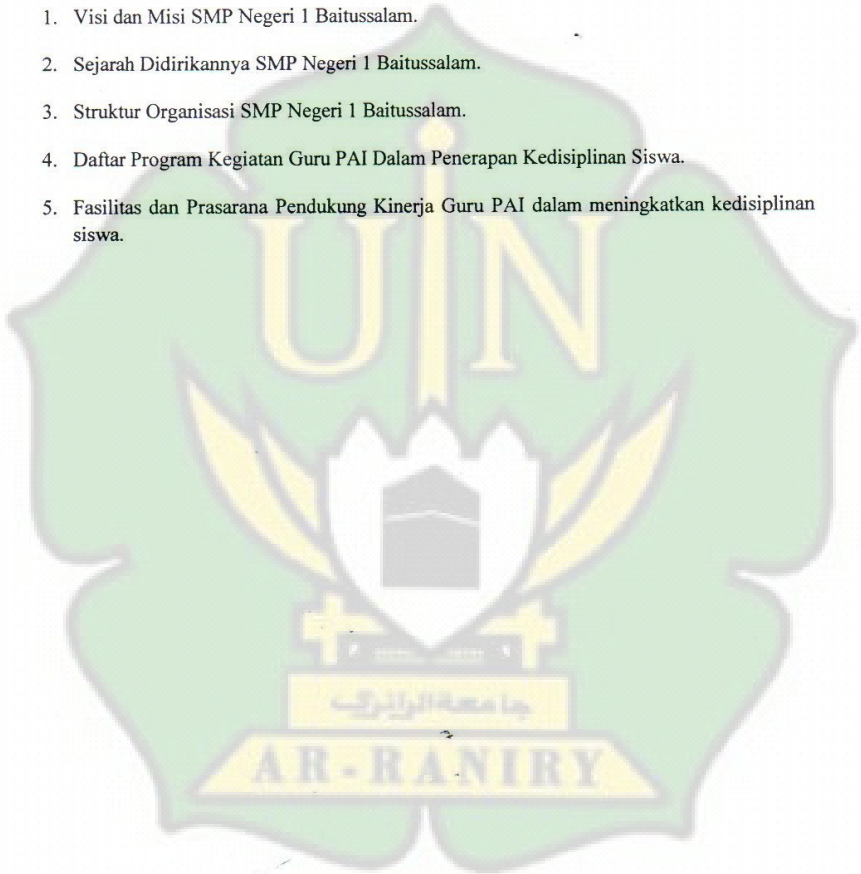 1. Visi dan Misi SMP Negeri 1 Baitussalam.
2. Sejarah Didirikannya SMP Negeri 1 Baitussalam.
3. Struktur Organisasi SMP Negeri 1 Baitussalam.
4. Daftar Program Kegiatan Guru PAI Dalam Penerapan Kedisiplinan Siswa.
5. Fasilitas dan Prasarana Pendukung Kinerja Guru PAI dalam meningkatkan kedisiplinan
siswa.
UIN
جامعة الرانري
AR-RANIRY